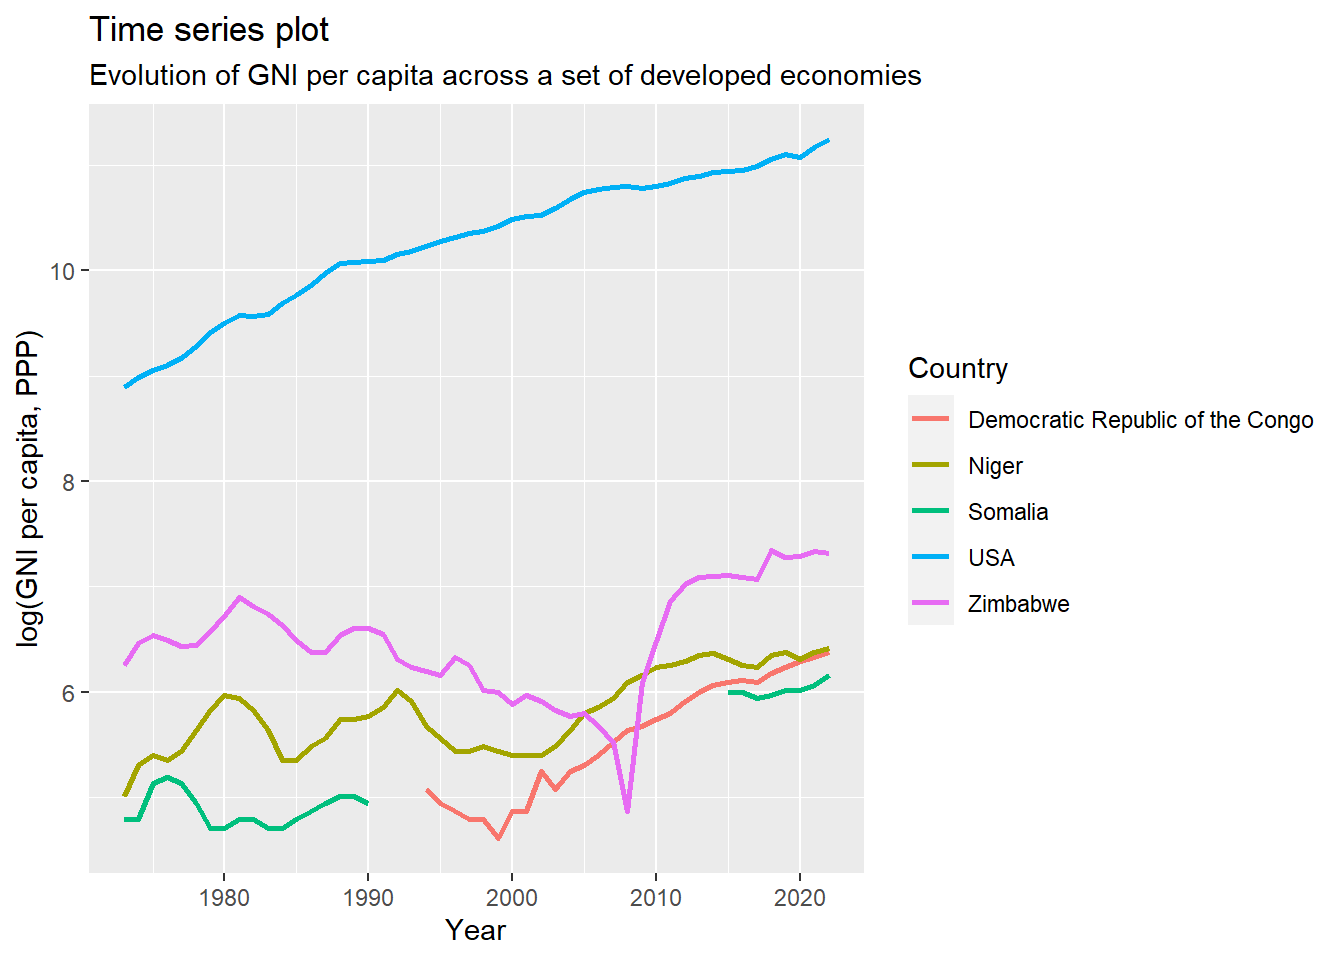 Time series plot
Evolution of GNI per capita across a set of developed economies
log(GNI per capita, PPP)
10
8
6
1980
1990
2000
2010
2020
Year
Country
Democratic Republic of the Congo
Niger
Somalia
USA
Zimbabwe